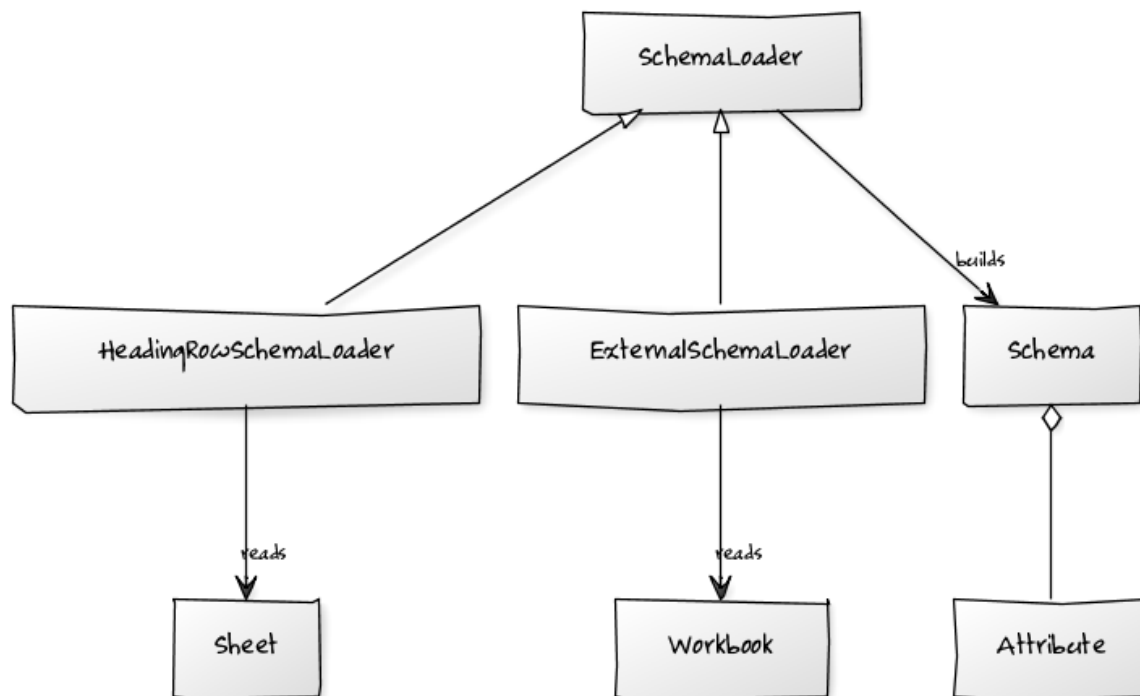 SchemaLoader
builds
HeadingRowSchemaLoader
ExternalSchemaLoader
Schema
reads
reads
Sheet
Workbook
Attribute